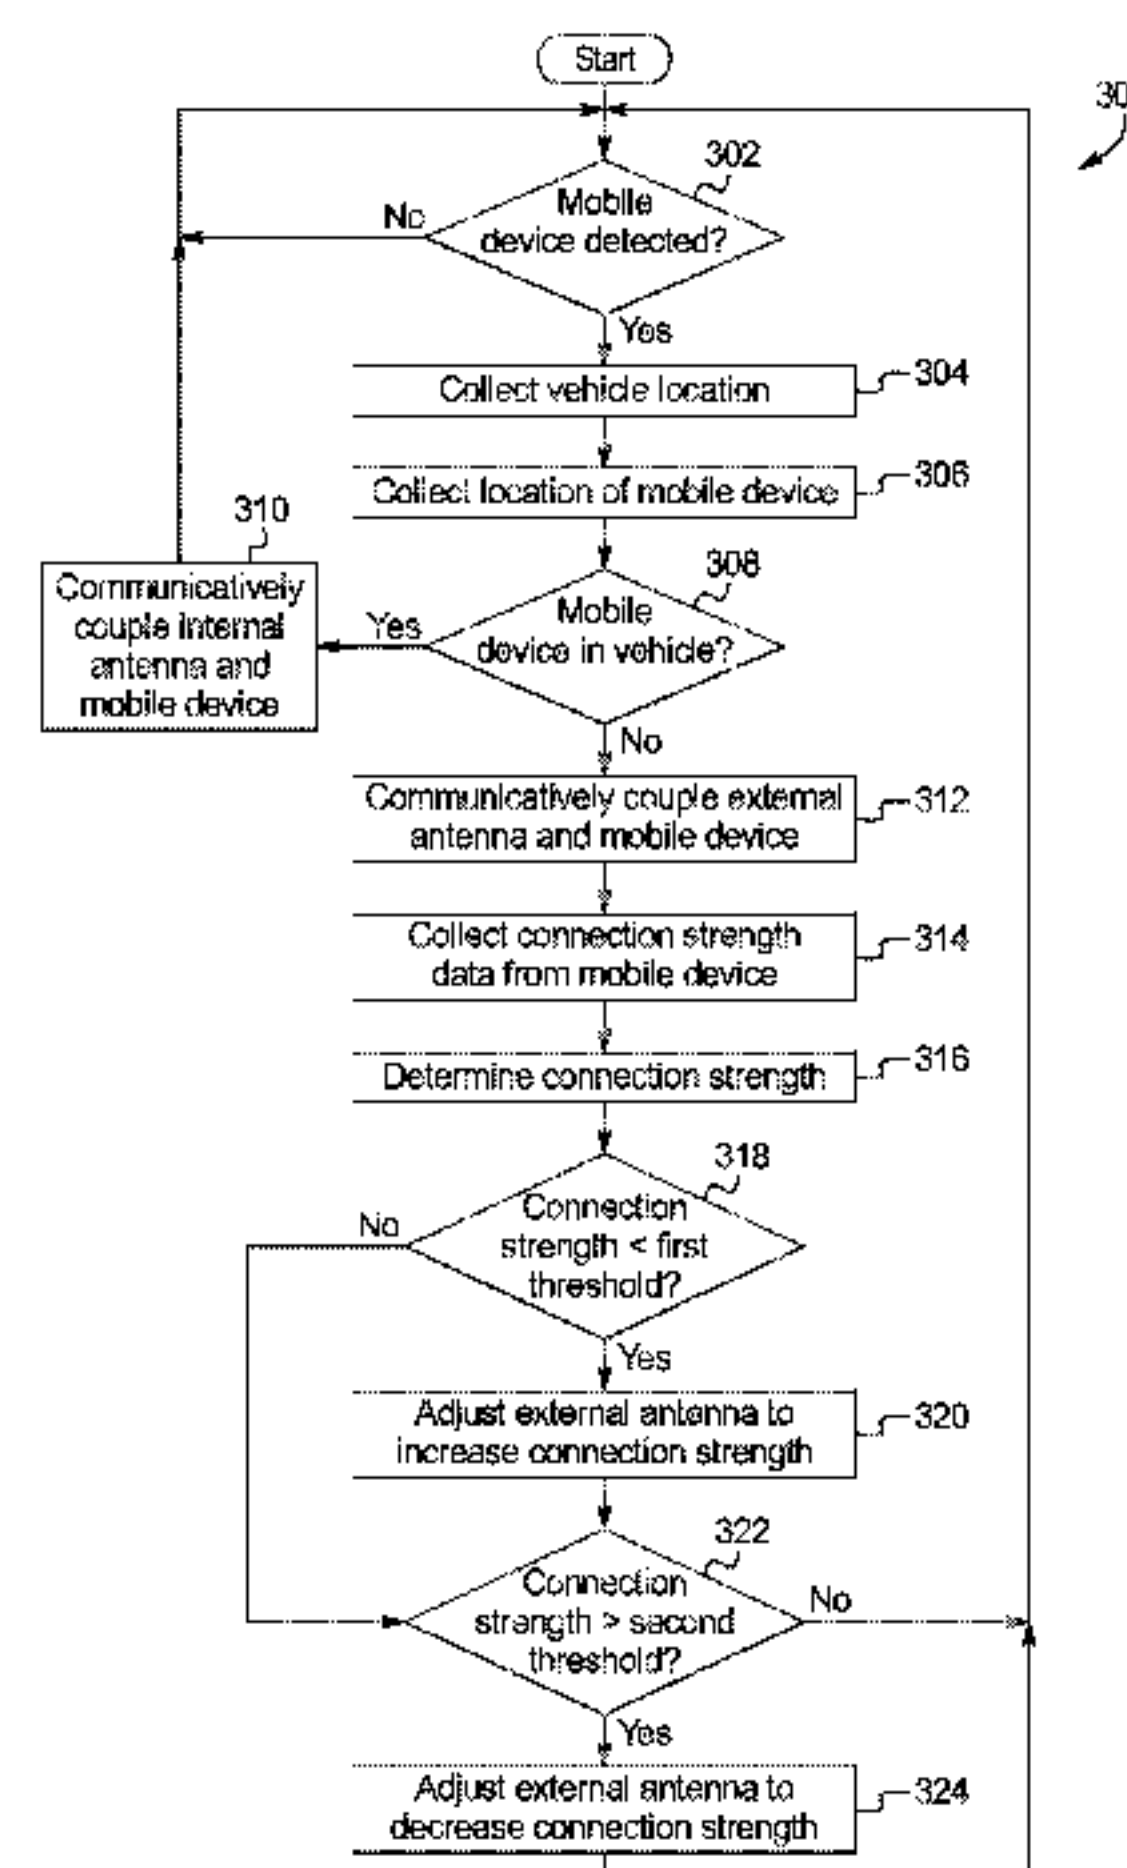 Start
30
302
Mobile
device detected?
No
Yes
Collect vehicle location
304
Collect location of mobile device
306
310
Communicatively
couple internal
antenna and
mobile device
308
Mobile
device in vehicle?
Yes
No
Communicatively couple external
antenna and mobile device
312
Collect connection strength
data from mobile device
314
Determine connection strength
316
318
Connection
strength < first
threshold?
No
Yes
Adjust external antenna to
increase connection strength
320
322
Connection
strength > second
threshold?
No
Yes
Adjust external antenna to
decrease connection strength
324